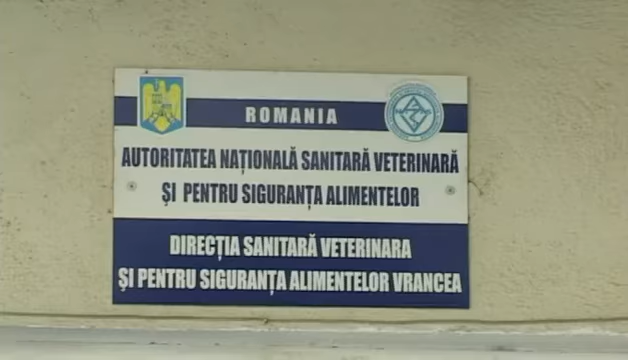 ROMANIA
AUTORITATEA NAȚIONALĂ SANITARĂ VETERINARĂ
ȘI PENTRU SIGURANȚA ALIMENTELOR
DIRECȚIA SANITARĂ VETERINARA
ȘI PENTRU SIGURANȚA ALIMENTELOR VRANCEA